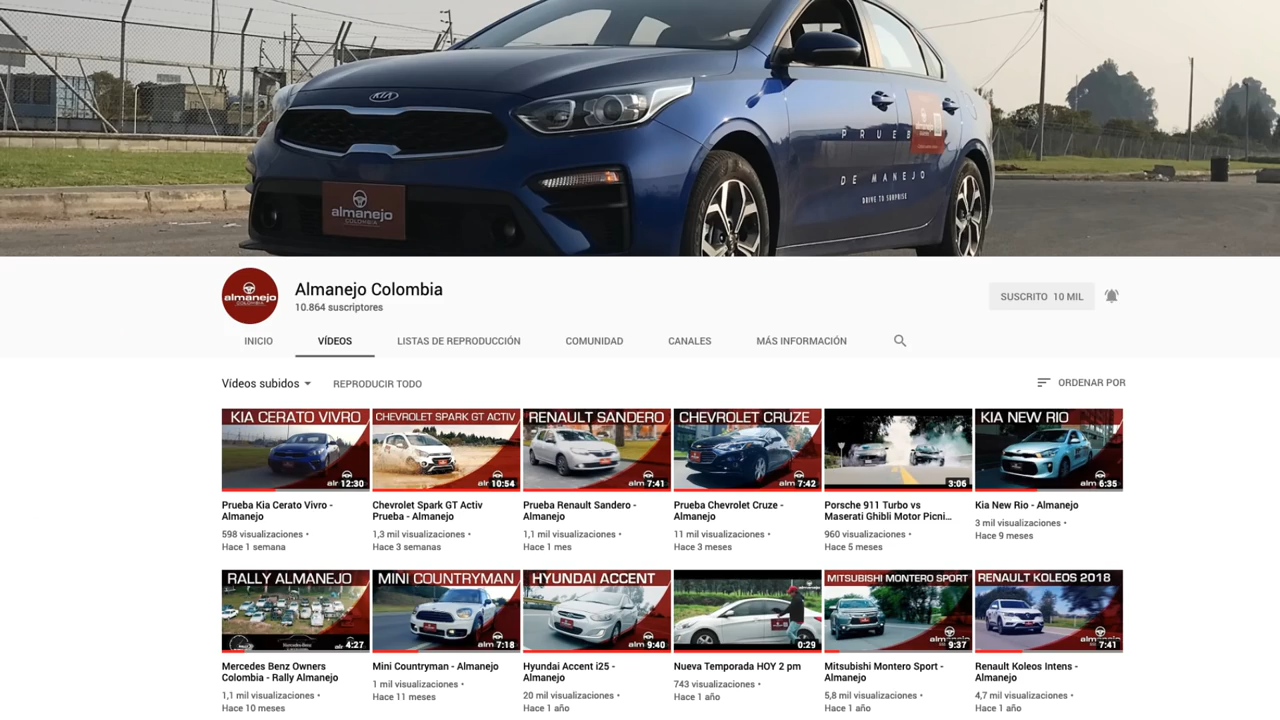 KIA
PRUEB
DE MANEJO
DRIVE TO SURPRISE
almanejo
COLOMBIA
almanejo
COLOMBIA
Almanejo Colombia
10.864 suscriptores
SUSCRITO 10 MIL
INICIO
VÍDEOS
LISTAS DE REPRODUCCIÓN
COMUNIDAD
CANALES
MÁS INFORMACIÓN
Vídeos subidos
REPRODUCIR TODO
ORDENAR POR
KIA CERATO VIVRO
alr 12:30
Prueba Kia Cerato Vivro -
Almanejo
598 visualizaciones •
Hace 1 semana
CHEVROLET SPARK GT ACTIV
10:54
Chevrolet Spark GT Activ
Prueba - Almanejo
1,3 mil visualizaciones •
Hace 3 semanas
RENAULT SANDERO
alm 7:41
Prueba Renault Sandero -
Almanejo
1,1 mil visualizaciones •
Hace 1 mes
CHEVROLET CRUZE
alm 7:42
Prueba Chevrolet Cruze -
Almanejo
11 mil visualizaciones •
Hace 3 meses
3:06
Porsche 911 Turbo vs
Maserati Ghibli Motor Picni...
960 visualizaciones •
Hace 5 meses
KIA NEW RIO
alm 6:35
Kia New Rio - Almanejo
3 mil visualizaciones •
Hace 9 meses
RALLY ALMANEJO
4:27
Mercedes Benz Owners
Colombia - Rally Almanejo
1,1 mil visualizaciones •
Hace 10 meses
MINI COUNTRYMAN
alm 7:18
Mini Countryman - Almanejo
1 mil visualizaciones •
Hace 11 meses
HYUNDAI ACCENT
alm 9:40
Hyundai Accent i25 -
Almanejo
20 mil visualizaciones •
Hace 1 año
almanejo
0:29
Nueva Temporada HOY 2 pm
743 visualizaciones •
Hace 1 año
MITSUBISHI MONTERO SPORT
almanejo
9:37
Mitsubishi Montero Sport -
Almanejo
5,8 mil visualizaciones •
Hace 1 año
RENAULT KOLEOS 2018
almanejo
7:41
Renault Koleos Intens -
Almanejo
4,7 mil visualizaciones •
Hace 1 año